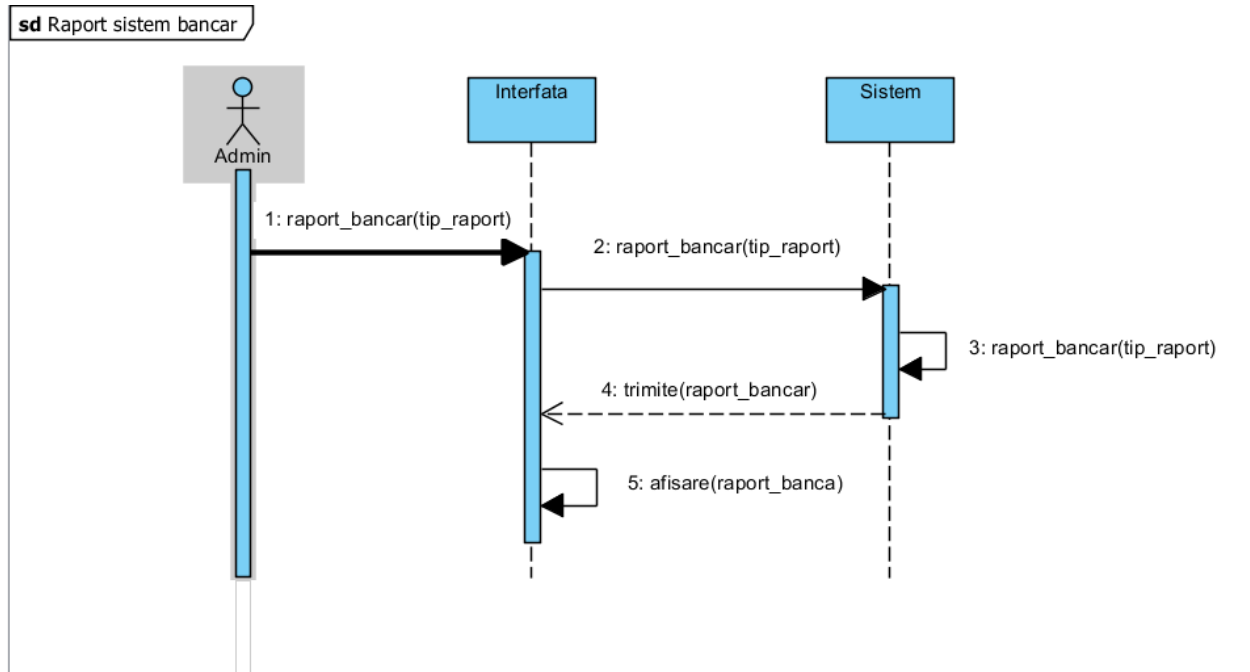 sd Raport sistem bancar
Admin
Interfata
Sistem
1: raport_bancar(tip_raport)
2: raport_bancar(tip_raport)
3: raport_bancar(tip_raport)
4: trimite(raport_bancar)
5: afisare(raport_banca)